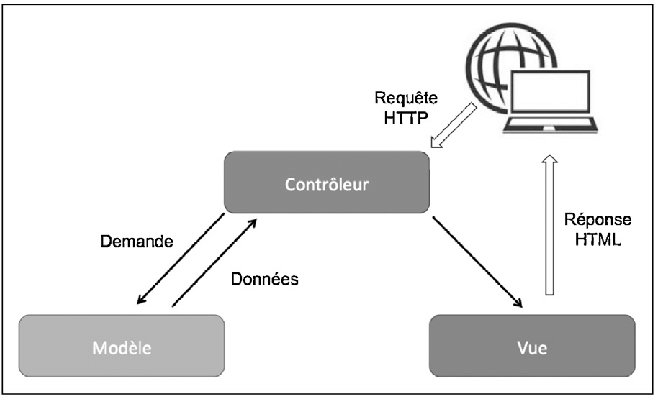 Requête
HTTP
Contrôleur
Réponse
HTML
Demande
Données
Modèle
Vue